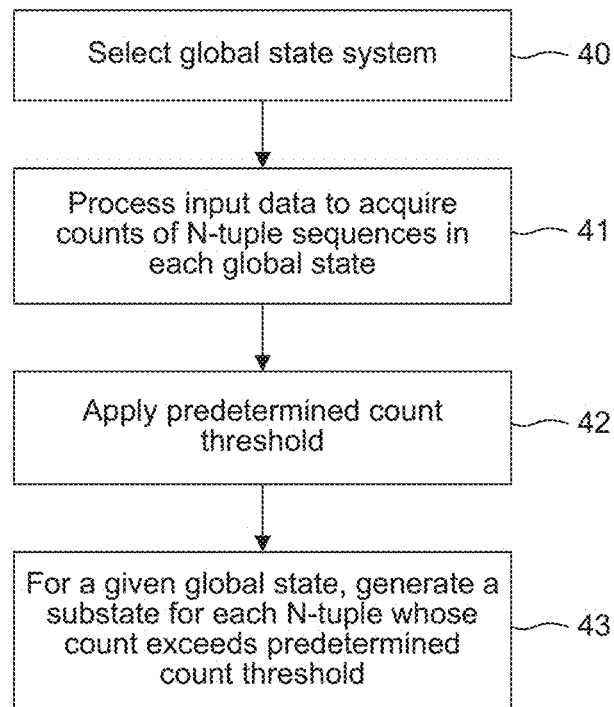 Select global state system
40
Process input data to acquire
counts of N-tuple sequences in
each global state
41
Apply predetermined count
threshold
42
For a given global state, generate a
substate for each N-tuple whose
count exceeds predetermined
count threshold
43